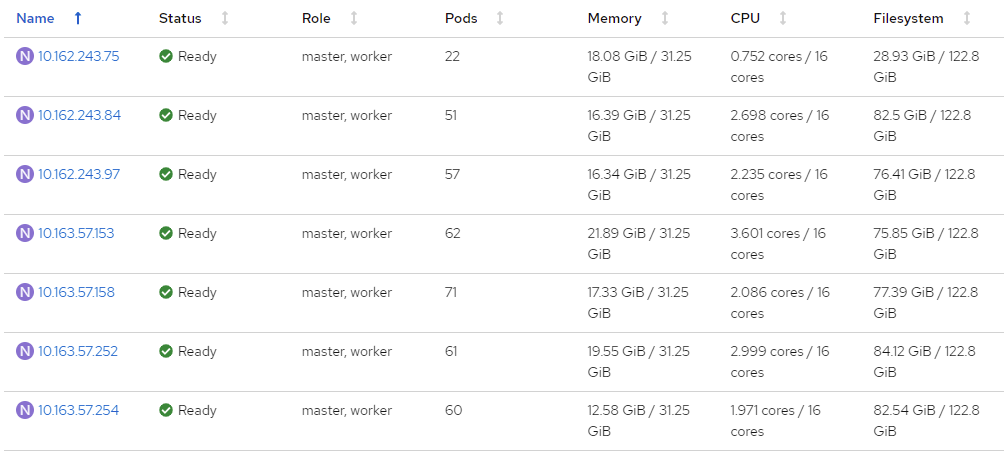 Name Status Role Pods Memory CPU Filesystem
N 10.162.243.75 Ready master, worker 22 18.08 GiB / 31.25 0.752 cores / 16 28.93 GiB / 122.8
GiB cores GiB
N 10.162.243.84 Ready master, worker 51 16.39 GiB / 31.25 2.698 cores / 16 82.5 GiB / 122.8
GiB cores GiB
N 10.162.243.97 Ready master, worker 57 16.34 GiB / 31.25 2.235 cores / 16 76.41 GiB / 122.8
GiB cores GiB
N 10.163.57.153 Ready master, worker 62 21.89 GiB / 31.25 3.601 cores / 16 75.85 GiB / 122.8
GiB cores GiB
N 10.163.57.158 Ready master, worker 71 17.33 GiB / 31.25 2.086 cores / 16 77.39 GiB / 122.8
GiB cores GiB
N 10.163.57.252 Ready master, worker 61 19.55 GiB / 31.25 2.999 cores / 16 84.12 GiB / 122.8
GiB cores GiB
N 10.163.57.254 Ready master, worker 60 12.58 GiB / 31.25 1.971 cores / 16 82.54 GiB / 122.8
GiB cores GiB